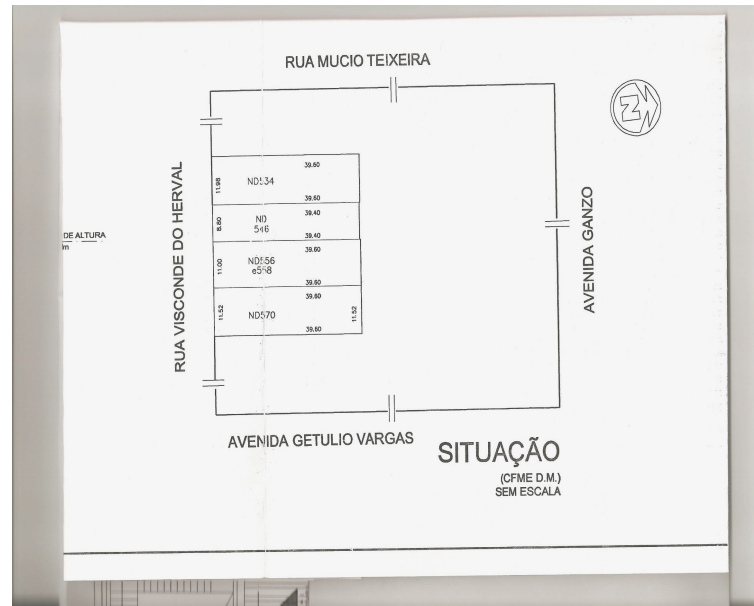 RUA MUCIO TEIXEIRA
N
RUA VISCONDE DO HERVAL
AVENIDA GANZO
DE ALTURA
m
39.60
11.98
ND534
39.60
39.40
8.80
ND
546
39.40
39.60
11.00
ND556
e558
39.60
39.60
11.52
ND570
11.52
39.60
AVENIDA GETULIO VARGAS
SITUAÇÃO
(CFME D.M.)
SEM ESCALA